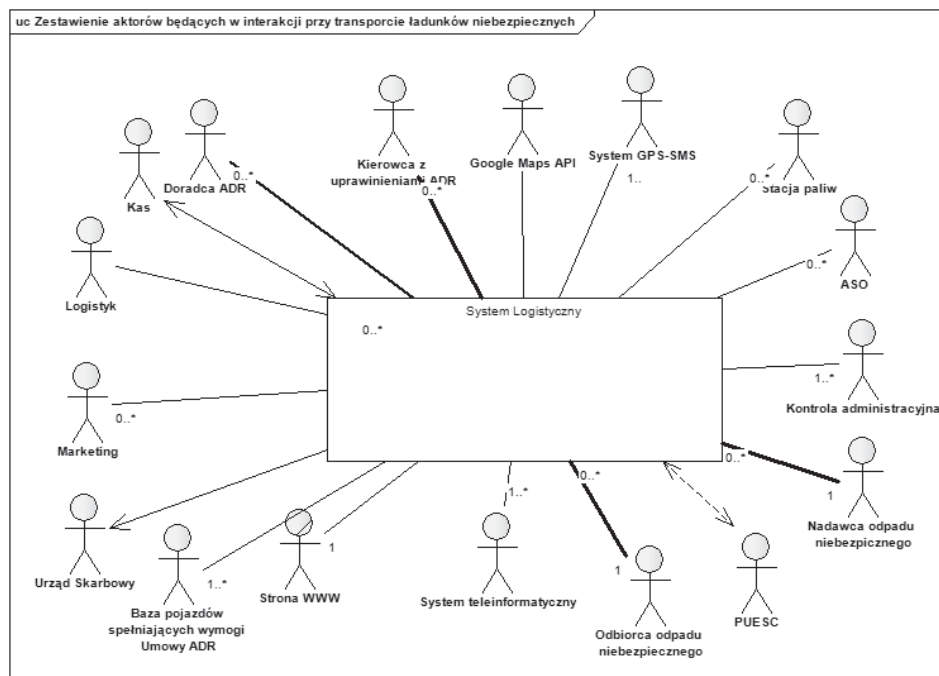 uc Zestawienie aktorów będących w interakcji przy transporcie ładunków niebezpiecznych
Kas
Doradca ADR
0..*
Kierowca z
uprawinieniami ADR
0..*
Google Maps API
System GPS-SMS
1..
0..*
Stacja paliw
Logistyk
0..*
ASO
System Logistyczny
0..*
Marketing
0..*
1..*
Kontrola administracyjna
0..*
1
Nadawca odpadu
niebezpicznego
Urząd Skarbowy
1..*
Baza pojazdów
spełniających wymogi
Umowy ADR
1
Strona WWW
1..*
System teleinformatyczny
0..*
1
Odbiorca odpadu
niebezpiecznego
PUESC